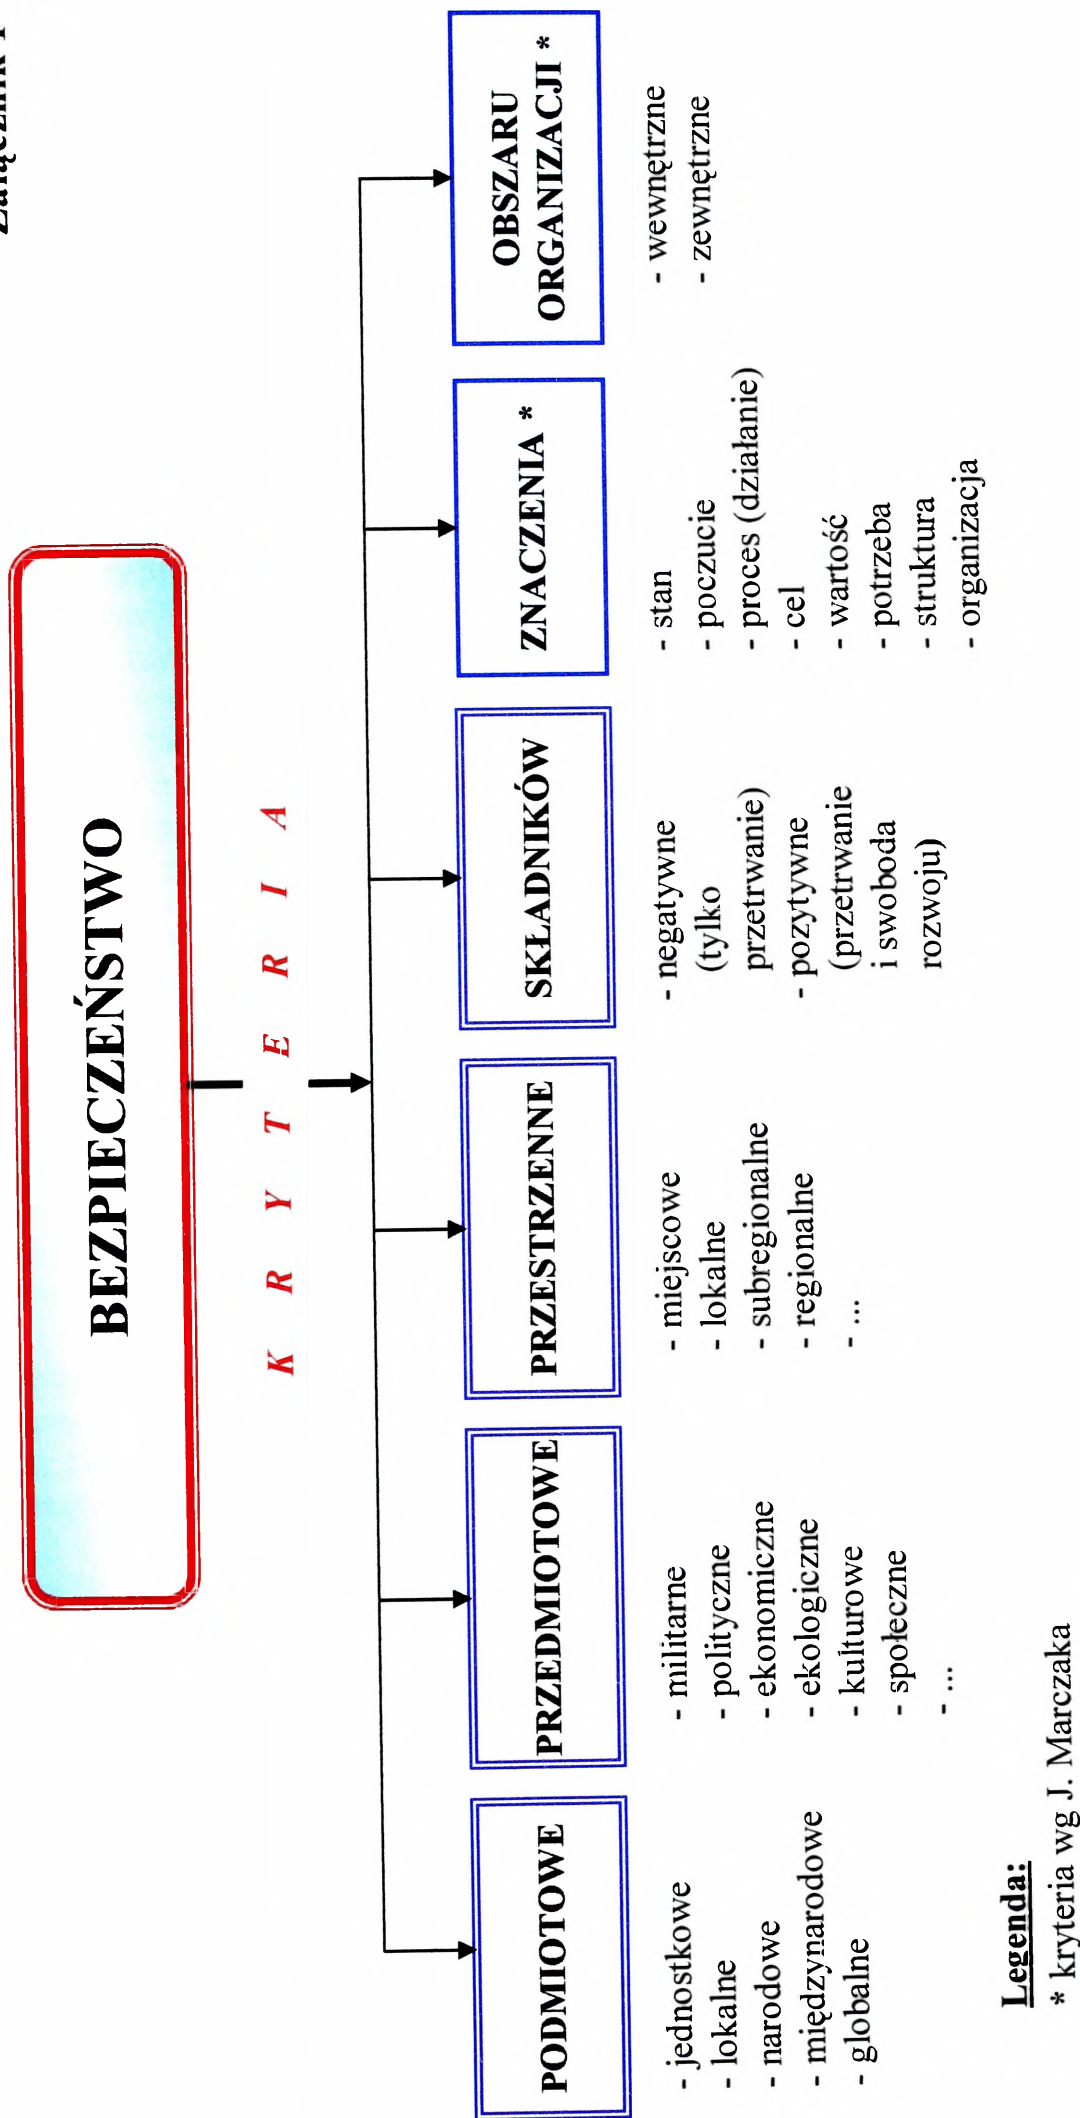 Załącznik 1
BEZPIECZEŃSTWO
K R Y T E R I A
PODMIOTOWE
- jednostkowe
- lokalne
- narodowe
- międzynarodowe
- globalne
PRZEDMIOTOWE
- militarne
- polityczne
- ekonomiczne
- ekologiczne
- kulturowe
- społeczne
- ...
PRZESTRZENNE
- miejscowe
- lokalne
- subregionalne
- regionalne
- ...
SKŁADNIKÓW
- negatywne
(tylko
przetrwanie)
- pozytywne
(przetrwanie
i swoboda
rozwoju)
ZNACZENIA *
- stan
- poczucie
- proces (działanie)
- cel
- wartość
- potrzeba
- struktura
- organizacja
OBSZARU
ORGANIZACJI *
- wewnętrzne
- zewnętrzne
Legenda:
* kryteria wg J. Marczaka